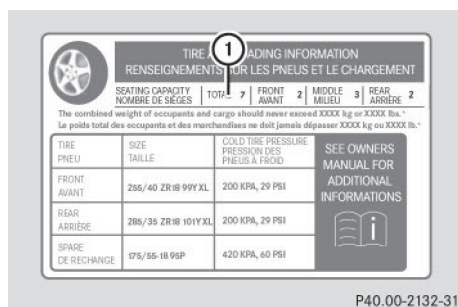 TIRE AND LOADING INFORMATION
RENSEIGNEMENTS SUR LES PNEUS ET LE CHARGEMENT
1
SEATING CAPACITY
NOMBRE DE SIÈGES
TOTAL 7
FRONT
AVANT 2
MIDDLE
MILIEU 3
REAR
ARRIÈRE 2
The combined weight of occupants and cargo should never exceed XXXX kg or XXXX lbs.*
Le poids total des occupants et des marchandises ne doit jamais dépasser XXXX kg ou XXXX lb.*
TIRE
PNEU
SIZE
TAILLE
COLD TIRE PRESSURE
PRESSION DES
PNEUS À FROID
FRONT
AVANT
255/40 ZR18 99Y XL
200 KPA, 29 PSI
REAR
ARRIÈRE
285/35 ZR18 101Y XL
200 KPA, 29 PSI
SPARE
DE RECHANGE
175/55-18 95P
420 KPA, 60 PSI
SEE OWNERS
MANUAL FOR
ADDITIONAL
INFORMATIONS
i
P40.00-2132-31